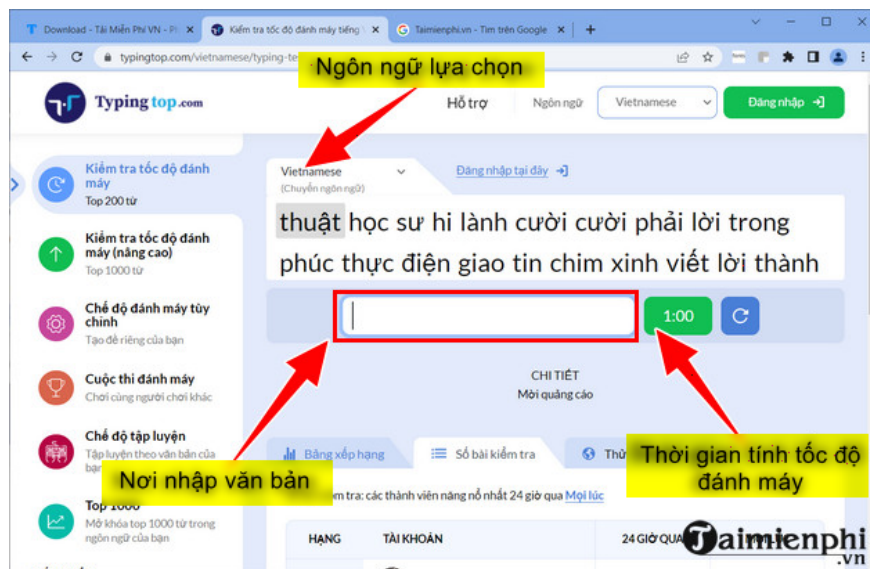 Download - Tải Miễn Phí VN - P
Kiểm tra tốc độ đánh máy tiếng
Taimienphi.vn - Tìm trên Google
typingtop.com/vietnamese/typing-te
Ngôn ngữ lựa chọn
Typingtop.com
Hỗ trợ
Ngôn ngữ
Vietnamese
Đăng nhập
Kiểm tra tốc độ đánh
máy
Top 200 từ
Kiểm tra tốc độ đánh
máy (nâng cao)
Top 1000 từ
Chế độ đánh máy tùy
chỉnh
Tạo đề riêng của bạn
Cuộc thi đánh máy
Chơi cùng người chơi khác
Chế độ tập luyện
Tập luyện theo văn bản của
bạn
Top 1000
Mở khóa top 1000 từ trong
ngôn ngữ của bạn
Vietnamese
(Chuyển ngôn ngữ)
Đăng nhập tại đây
thuật học sư hi lành cười cười phải lời trong
phúc thực điện giao tin chim xinh viết lời thành
1:00
CHI TIẾT
Mời quảng cáo
Nơi nhập văn bản
Thời gian tính tốc độ
đánh máy
Bảng xếp hạng
Số bài kiểm tra
Thử
m tra: các thành viên năng nổ nhất 24 giờ qua Mọi lúc
HẠNG
TÀI KHOẢN
24 GIỜ QUA
MỌI LÚC
Taimienphi
.vn